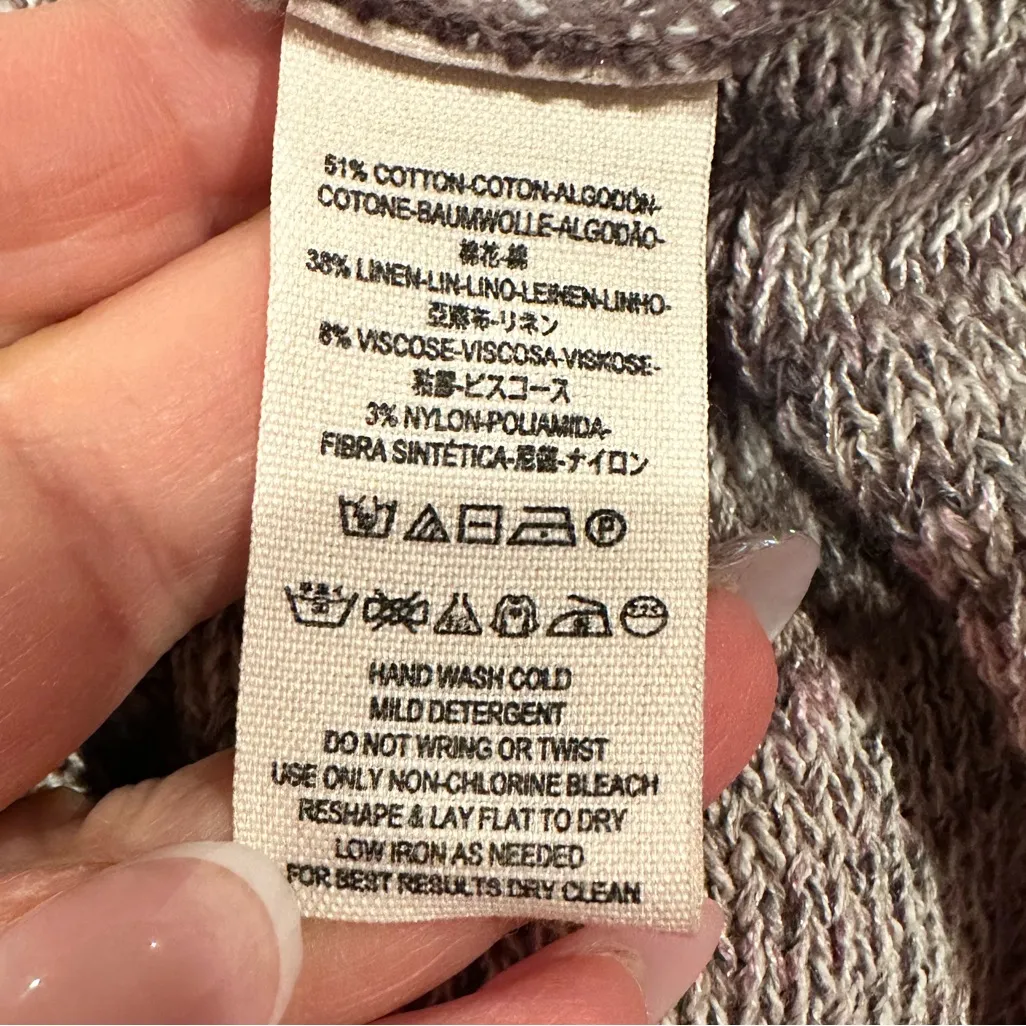 51% COTTON-COTON-ALGODÓN-
COTONE-BAUMWOLLE-ALGODÃO-
棉花-綿
38% LINEN-LIN-LINO-LEINEN-LINHO-
亞麻布-リネン
8% VISCOSE-VISCOSA-VISKOSE-
粘膠-ビスコース
3% NYLON-POLIAMIDA-
FIBRA SINTÉTICA-尼龍-ナイロン
P
HAND WASH COLD
MILD DETERGENT
DO NOT WRING OR TWIST
USE ONLY NON-CHLORINE BLEACH
RESHAPE & LAY FLAT TO DRY
LOW IRON AS NEEDED
FOR BEST RESULTS DRY CLEAN